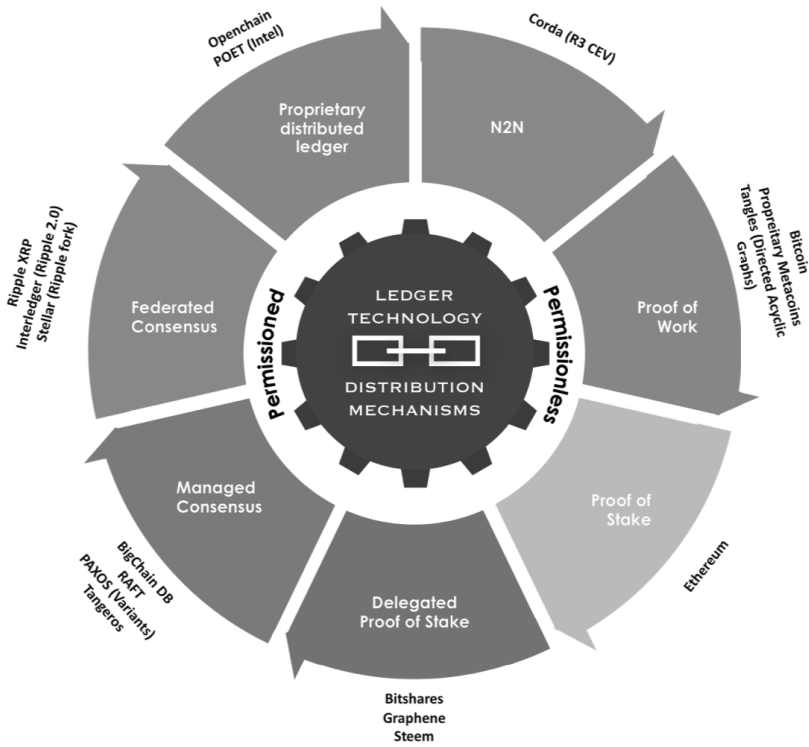 Openchain
POET (Intel)
Corda (R3 CEV)
Proprietary
distributed
ledger
N2N
Ripple XRP
Interledger (Ripple 2.0)
Stellar (Ripple fork)
Bitcoin
Propreitary Metacoins
Tangles (Directed Acyclic
Graphs)
Federated
Consensus
Permissioned
LEDGER
TECHNOLOGY
DISTRIBUTION
MECHANISMS
Permissionless
Proof of
Work
Managed
Consensus
Proof of
Stake
BigChain DB
RAFT
PAXOS (Variants)
Tangeros
Delegated
Proof of Stake
Ethereum
Bitshares
Graphene
Steem